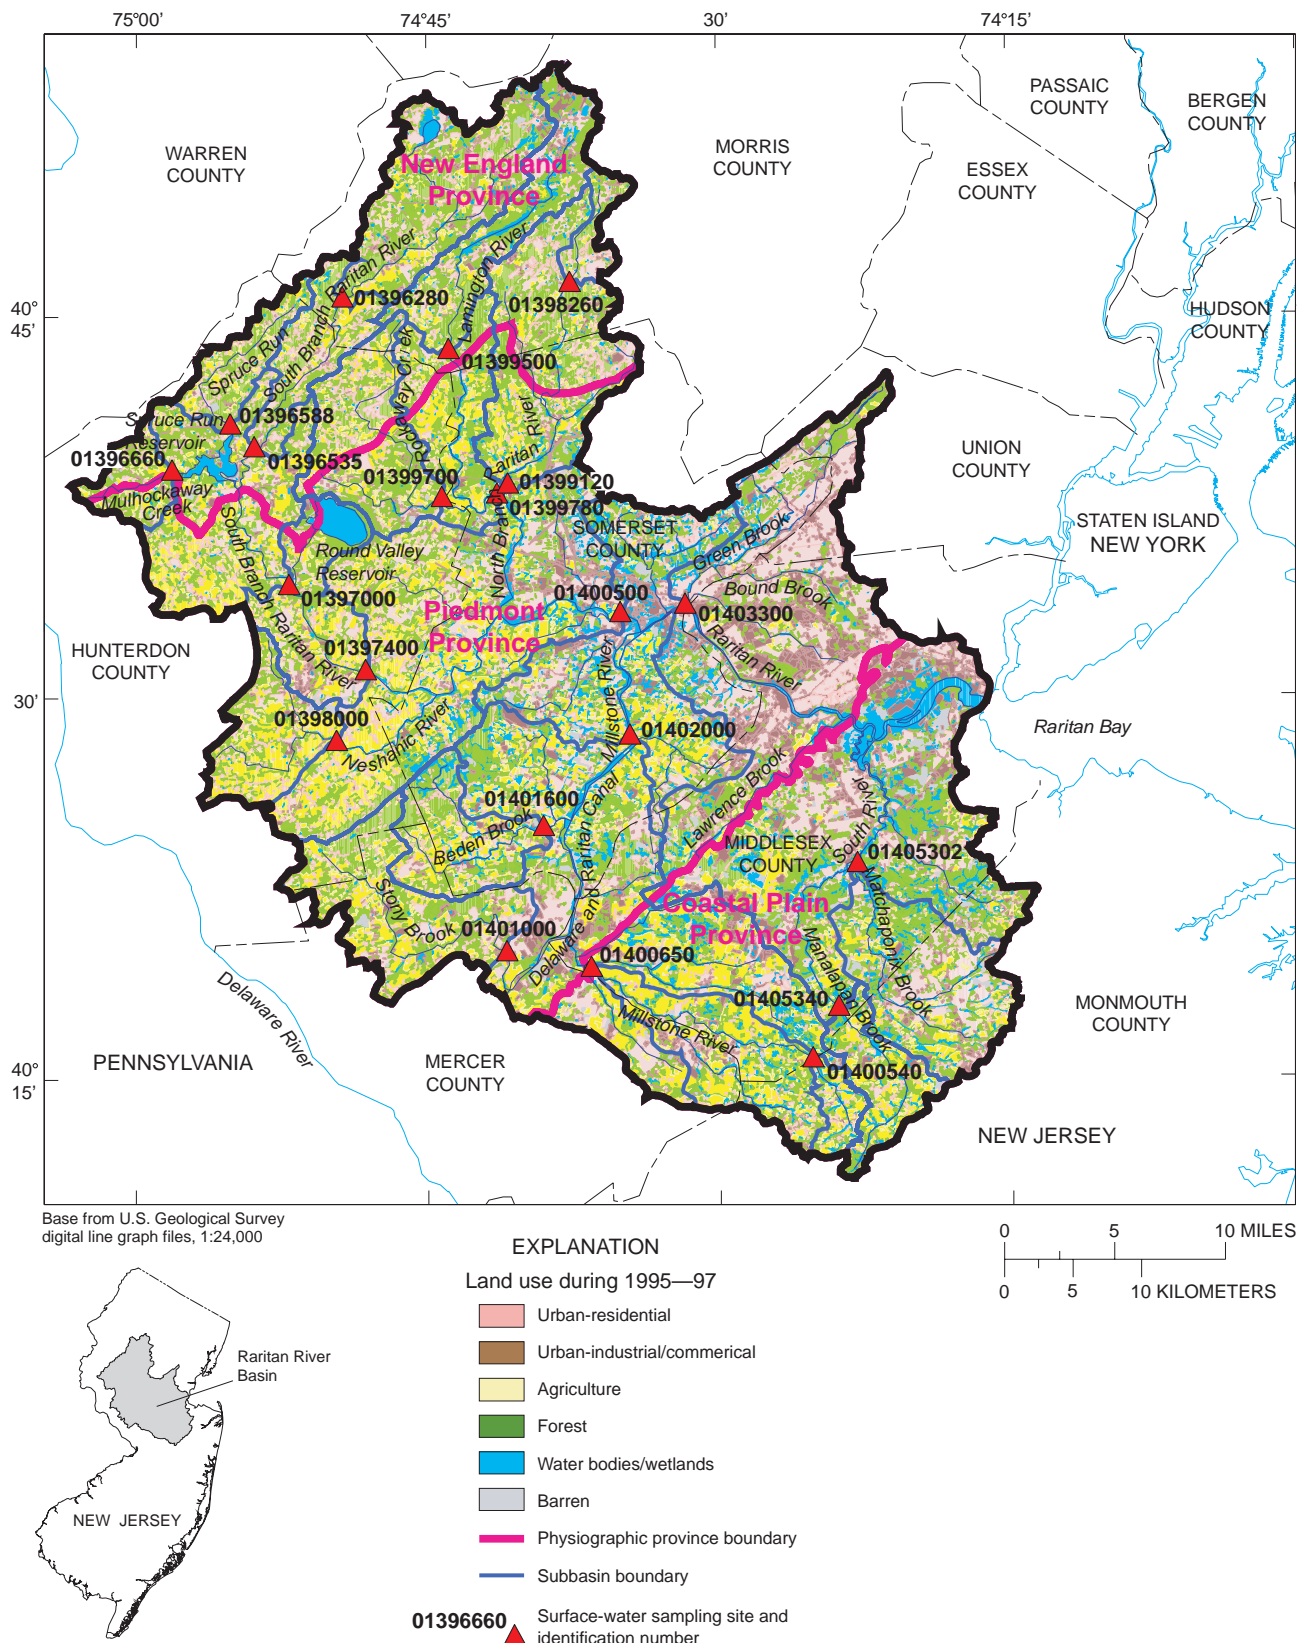 75°00’
74°45’
30’
74°15’
PASSAIC
COUNTY
BERGEN
COUNTY
WARREN
COUNTY
MORRIS
COUNTY
ESSEX
COUNTY
New England
Province
Raritan River
Lamington River
40°
45’
01396280
01398260
HUDSON
COUNTY
Spruce Run
South Branch
Rockaway Creek
01399500
Spruce Run
Reservoir
01396588
01396660
01396535
UNION
COUNTY
01399700
North Branch
Raritan
River
01399120
01399780
Mulhockaway
Creek
SOMERSET
COUNTY
Green Brook
STATEN ISLAND
NEW YORK
Round Valley
Reservoir
South Branch Raritan River
01397000
01400500
Bound Brook
01403300
Piedmont
Province
HUNTERDON
COUNTY
01397400
Raritan River
30’
01398000
Neshanic River
Millstone River
01402000
Raritan Bay
01401600
Beden Brook
Delaware and Raritan Canal
Lawrence Brook
MIDDLESEX
COUNTY
South River
01405302
Stony Brook
Coastal Plain
Province
Matchaponix Brook
Manalapan Brook
01401000
01400650
01405340
Millstone River
01400540
MONMOUTH
COUNTY
Delaware River
40°
15’
PENNSYLVANIA
MERCER
COUNTY
NEW JERSEY
Base from U.S. Geological Survey
digital line graph files, 1:24,000
0 5 10 MILES
0 5 10 KILOMETERS
EXPLANATION
Land use during 1995—97
Urban-residential
Urban-industrial/commerical
Agriculture
Forest
Water bodies/wetlands
Barren
Physiographic province boundary
Subbasin boundary
01396660
Surface-water sampling site and
identification number
Raritan River
Basin
NEW JERSEY